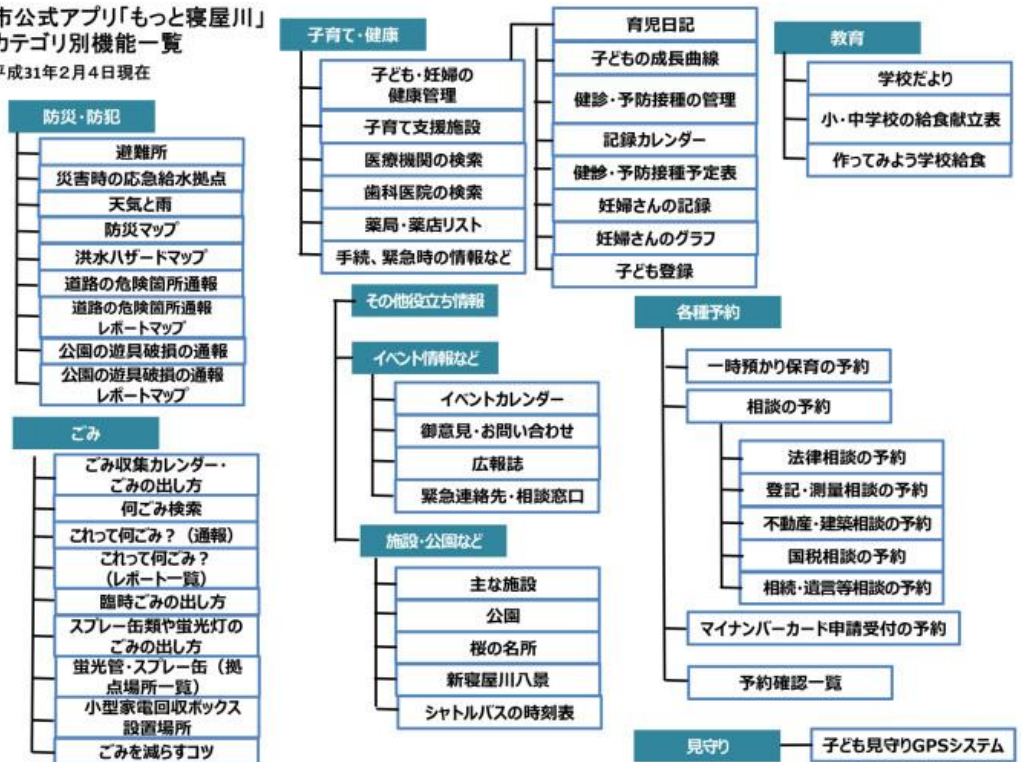 市公式アプリ「もっと寝屋川」
カテゴリ別機能一覧
平成31年2月4日現在
防災・防犯
避難所
災害時の応急給水拠点
天気と雨
防災マップ
洪水ハザードマップ
道路の危険箇所通報
道路の危険箇所通報
レポートマップ
公園の遊具破損の通報
公園の遊具破損の通報
レポートマップ
ごみ
ごみ収集カレンダー・
ごみの出し方
何ごみ検索
これって何ごみ？（通報）
これって何ごみ？
（レポート一覧）
臨時ごみの出し方
スプレー缶類や蛍光灯の
ごみの出し方
蛍光管・スプレー缶（拠
点場所一覧）
小型家電回収ボックス
設置場所
ごみを減らすコツ
子育て・健康
子ども・妊婦の
健康管理
子育て支援施設
医療機関の検索
歯科医院の検索
薬局・薬店リスト
手続、緊急時の情報など
育児日記
子どもの成長曲線
健診・予防接種の管理
記録カレンダー
健診・予防接種予定表
妊婦さんの記録
妊婦さんのグラフ
子ども登録
その他役立ち情報
イベント情報など
イベントカレンダー
御意見・お問い合わせ
広報誌
緊急連絡先・相談窓口
施設・公園など
主な施設
公園
桜の名所
新寝屋川八景
シャトルバスの時刻表
教育
学校だより
小・中学校の給食献立表
作ってみよう学校給食
各種予約
一時預かり保育の予約
相談の予約
法律相談の予約
登記・測量相談の予約
不動産・建築相談の予約
国税相談の予約
相続・遺言等相談の予約
マイナンバーカード申請受付の予約
予約確認一覧
見守り
子ども見守りGPSシステム